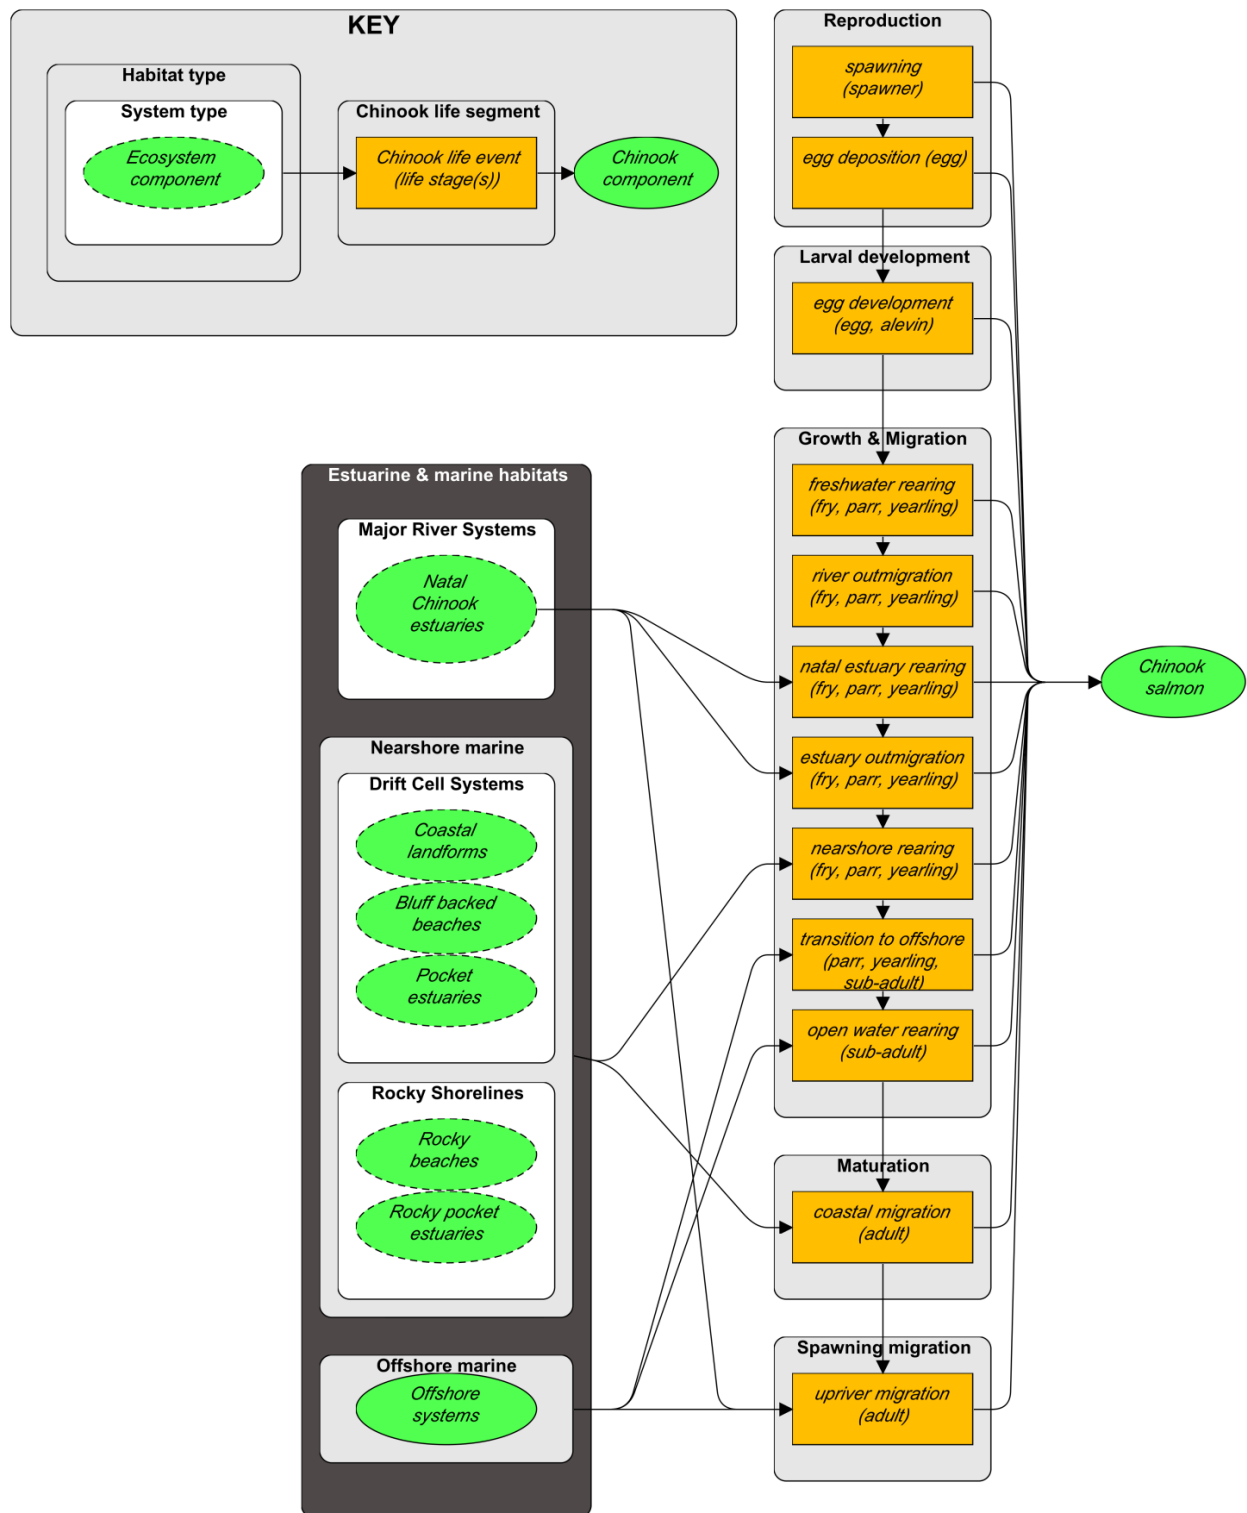 KEY
Habitat type
System type
Ecosystem
component
Chinook life segment
Chinook life event
(life stage(s))
Chinook
component
Reproduction
spawning
(spawner)
egg deposition (egg)
Larval development
egg development
(egg, alevin)
Growth & Migration
freshwater rearing
(fry, parr, yearling)
river outmigration
(fry, parr, yearling)
natal estuary rearing
(fry, parr, yearling)
estuary outmigration
(fry, parr, yearling)
nearshore rearing
(fry, parr, yearling)
transition to offshore
(parr, yearling,
sub-adult)
open water rearing
(sub-adult)
Maturation
coastal migration
(adult)
Spawning migration
upriver migration
(adult)
Estuarine & marine habitats
Major River Systems
Natal
Chinook
estuaries
Nearshore marine
Drift Cell Systems
Coastal
landforms
Bluff backed
beaches
Pocket
estuaries
Rocky Shorelines
Rocky
beaches
Rocky pocket
estuaries
Offshore marine
Offshore
systems
Chinook
salmon